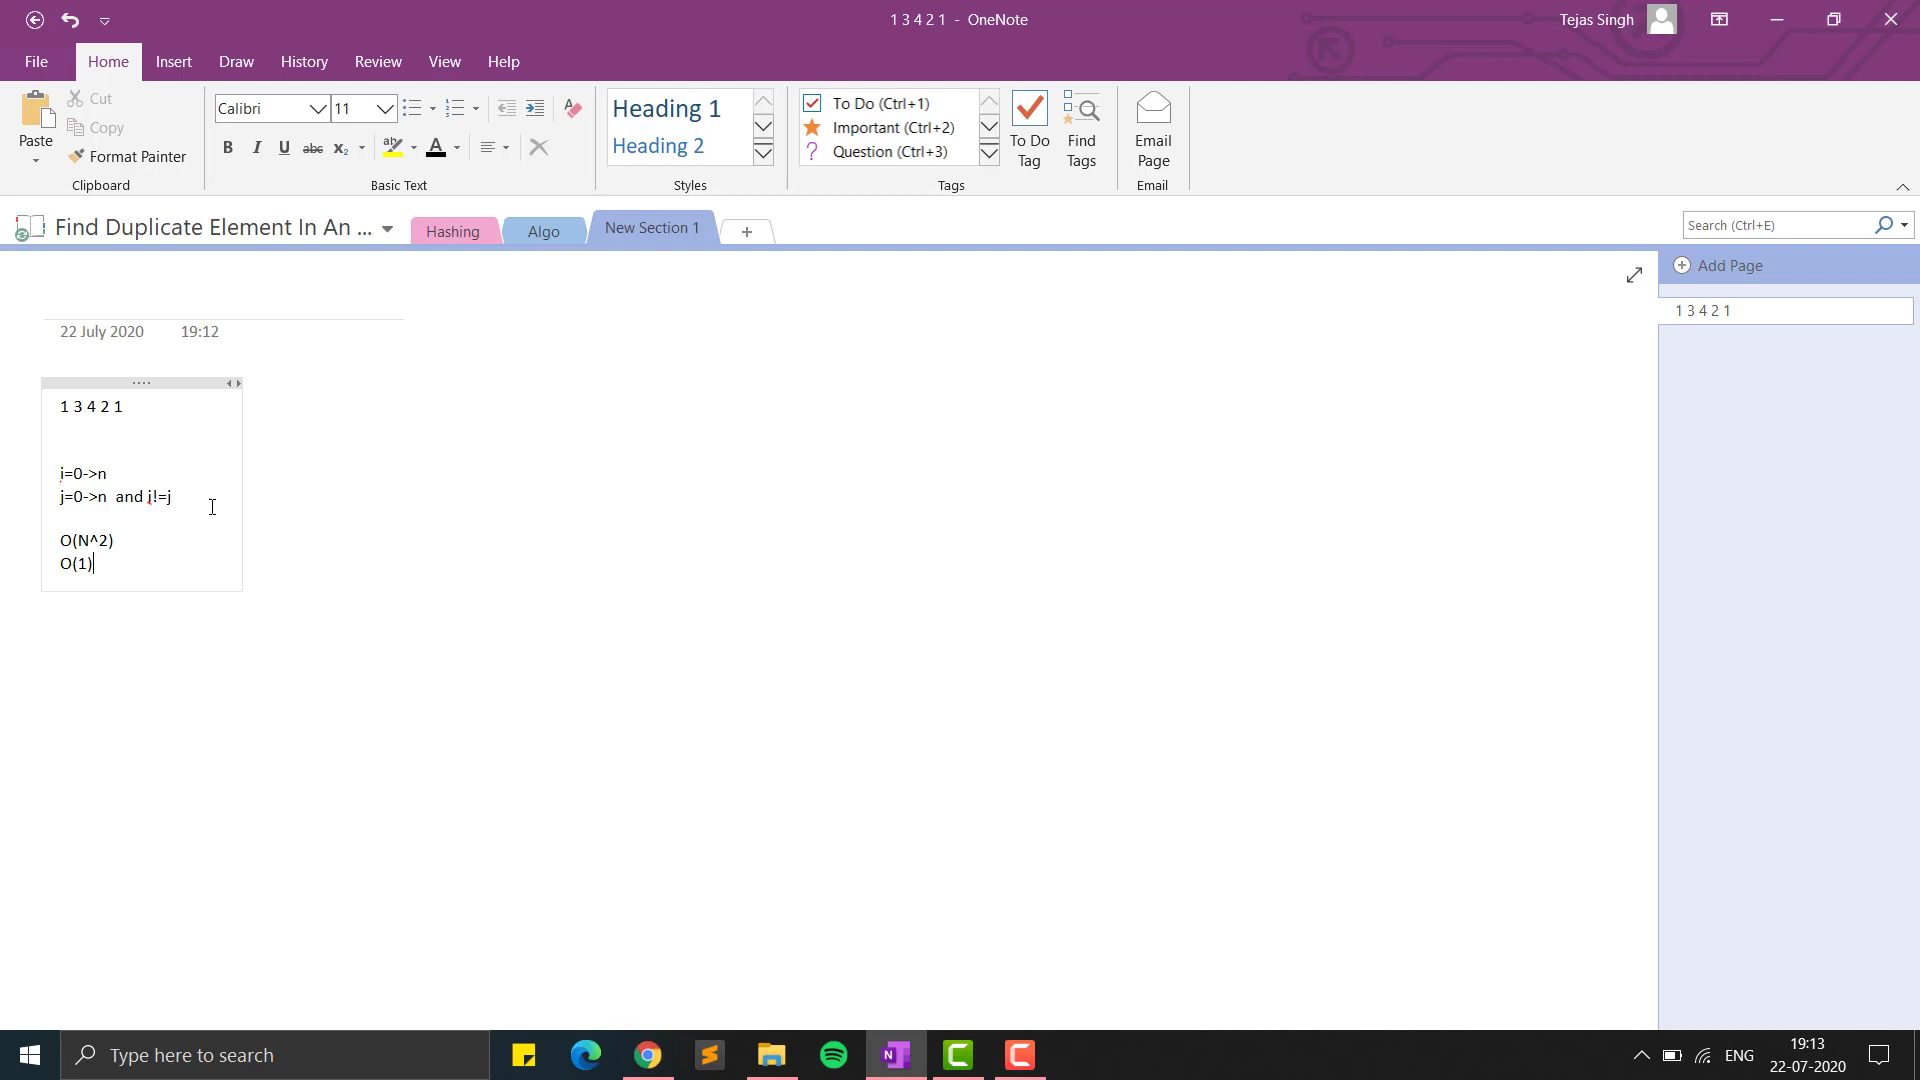 1 3 4 2 1 - OneNote
Tejas Singh
File Home Insert Draw History Review View Help
Paste
Cut
Copy
Format Painter
Clipboard
Calibri 11
B I U abc X₂ A
Basic Text
Heading 1
Heading 2
Styles
To Do (Ctrl+1)
Important (Ctrl+2)
Question (Ctrl+3)
To Do Tag
Find Tags
Tags
Email Page
Email
Find Duplicate Element In An ...
Hashing Algo New Section 1 +
Search (Ctrl+E)
Add Page
1 3 4 2 1
22 July 2020 19:12
1 3 4 2 1
i=0->n
j=0->n and i!=j
O(N^2)
O(1)
Type here to search
N
ENG
19:13
22-07-2020